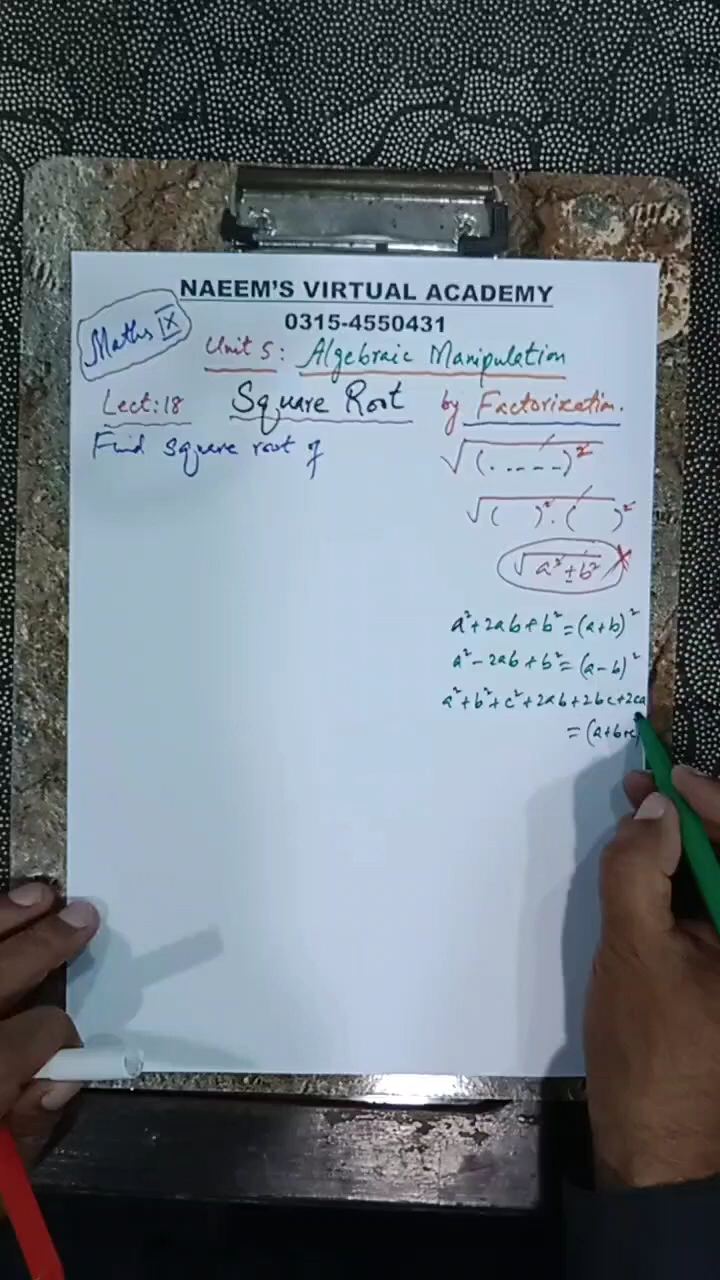 NAEEM'S VIRTUAL ACADEMY
0315-4550431
Maths IX
Unit 5: Algebraic Manipulation
Lect: 18 Square Root by Factorization.
Find square root of
√(.....)²
√( )².( )²
√a²±b² ✗
a²+2ab+b²=(a+b)²
a²-2ab+b²=(a-b)²
a²+b²+c²+2ab+2bc+2ca
=(a+b+c)